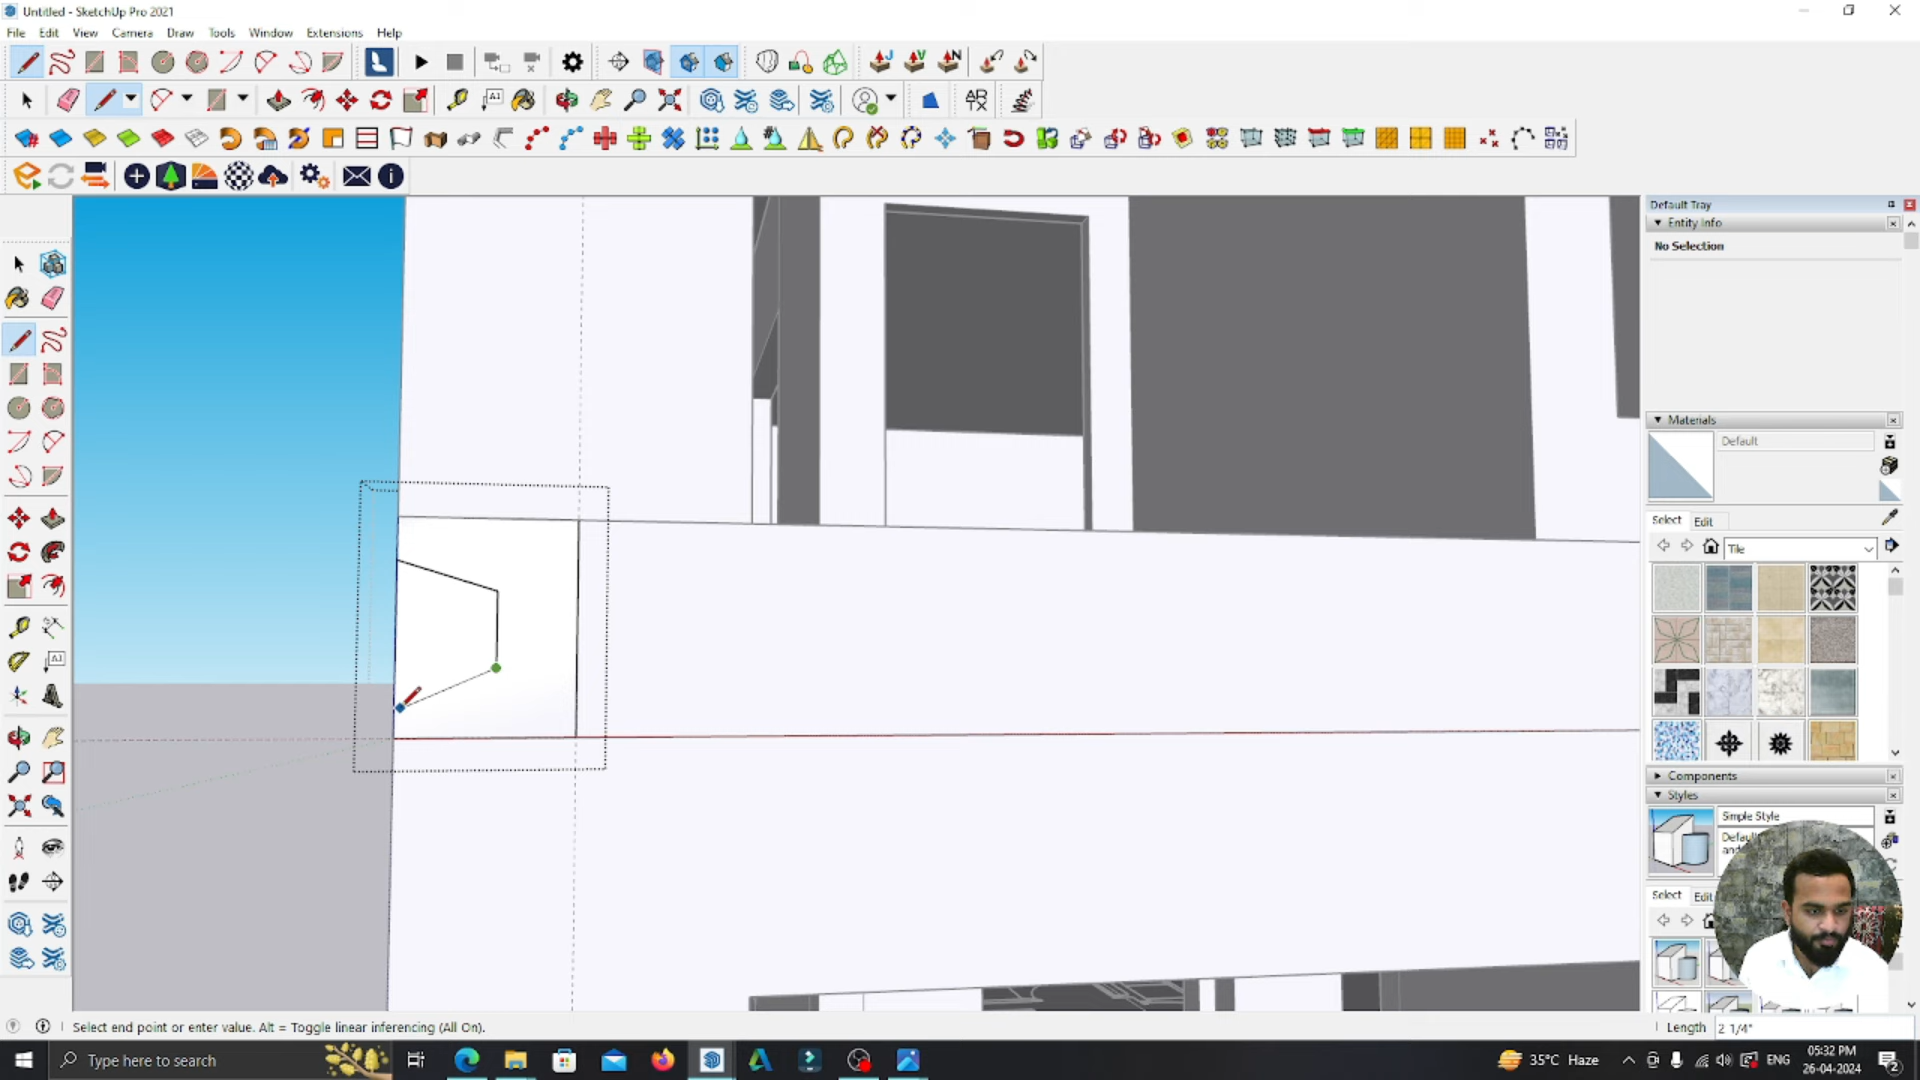 Untitled - SketchUp Pro 2021
File Edit View Camera Draw Tools Window Extensions Help
Default Tray
Entity Info
No Selection
Materials
Default
Select Edit
Tile
Components
Styles
Simple Style
Select Edit
Select end point or enter value. Alt = Toggle linear inferencing (All On).
Length 2 1/4"
Type here to search
35°C Haze
ENG
05:32 PM
26-04-2024
2